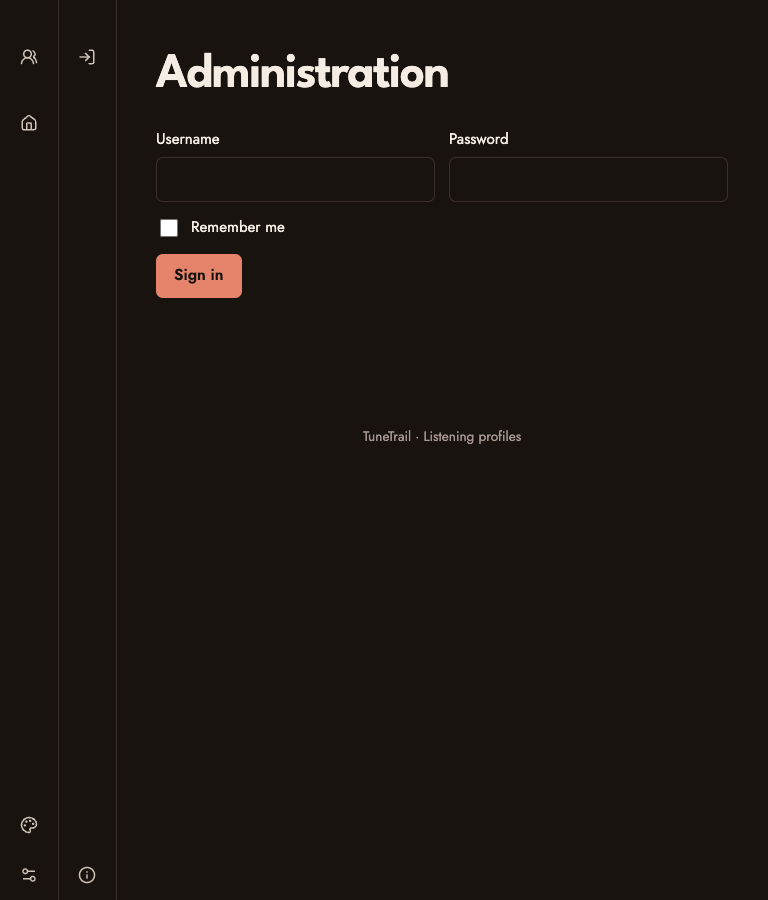 Administration
Username
Password
Remember me
Sign in
TuneTrail · Listening profiles